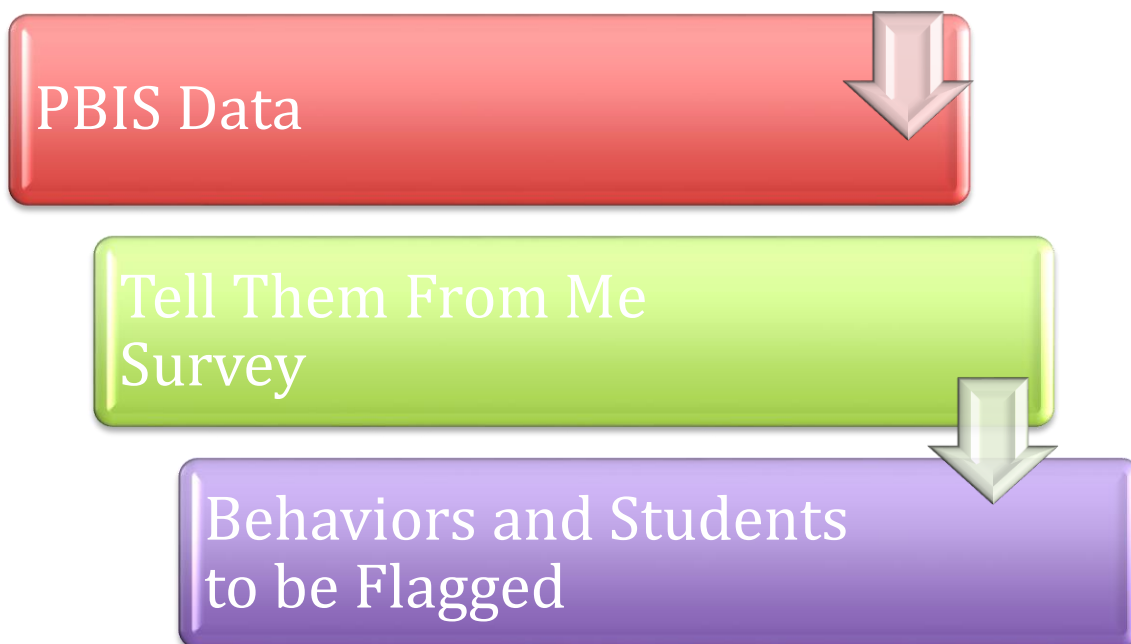 PBIS Data
Tell Them From Me
Survey
Behaviors and Students
to be Flagged